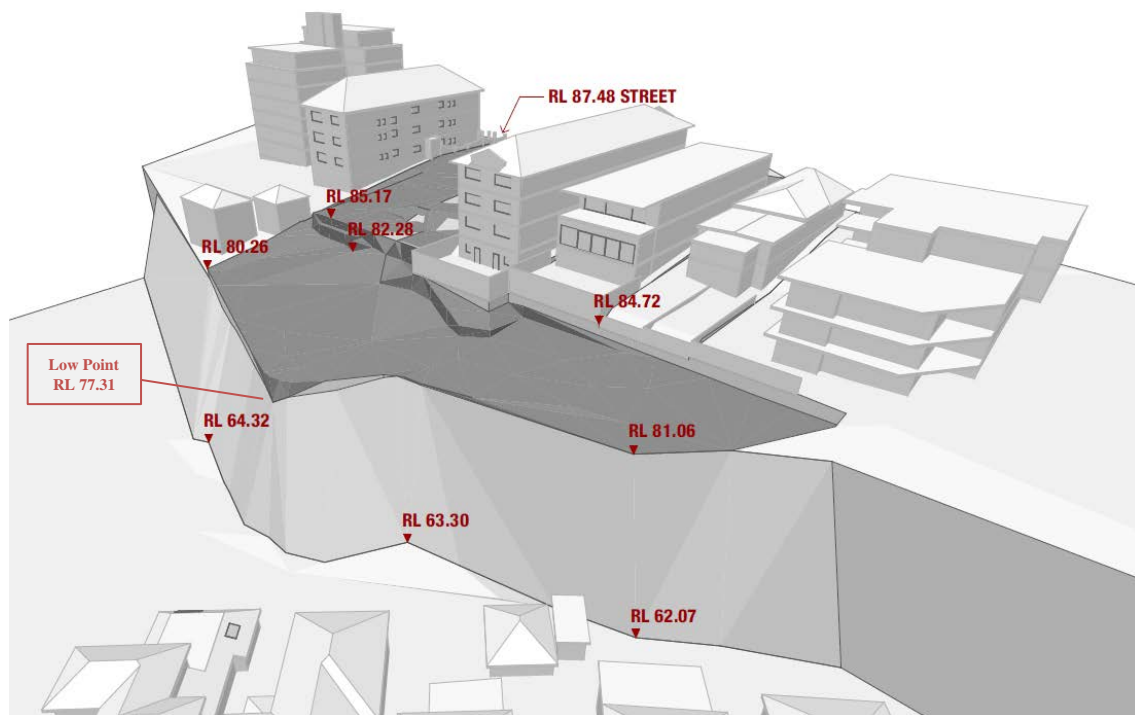 RL 87.48 STREET
RL 85.17
RL 82.28
RL 80.26
RL 84.72
Low Point
RL 77.31
RL 64.32
RL 81.06
RL 63.30
RL 62.07